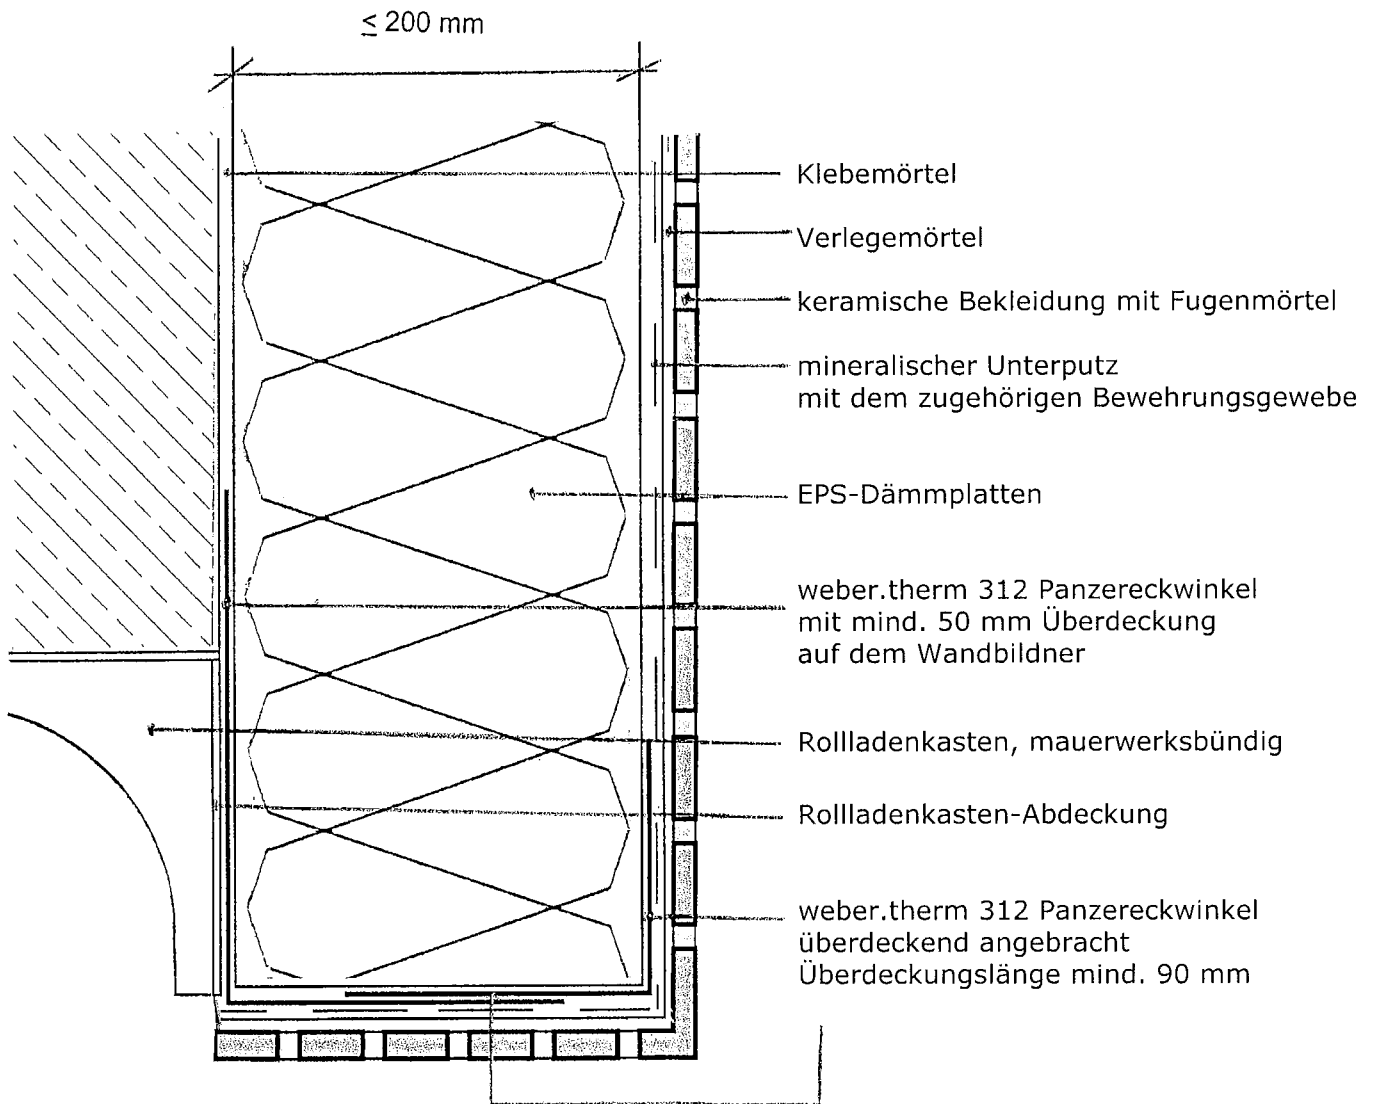 ≤ 200 mm
Klebemörtel
Verlegemörtel
keramische Bekleidung mit Fugenmörtel
mineralischer Unterputz
mit dem zugehörigen Bewehrungsgewebe
EPS-Dämmplatten
weber.therm 312 Panzereckwinkel
mit mind. 50 mm Überdeckung
auf dem Wandbildner
Rollladenkasten, mauerwerksbündig
Rollladenkasten-Abdeckung
weber.therm 312 Panzereckwinkel
überdeckend angebracht
Überdeckungslänge mind. 90 mm